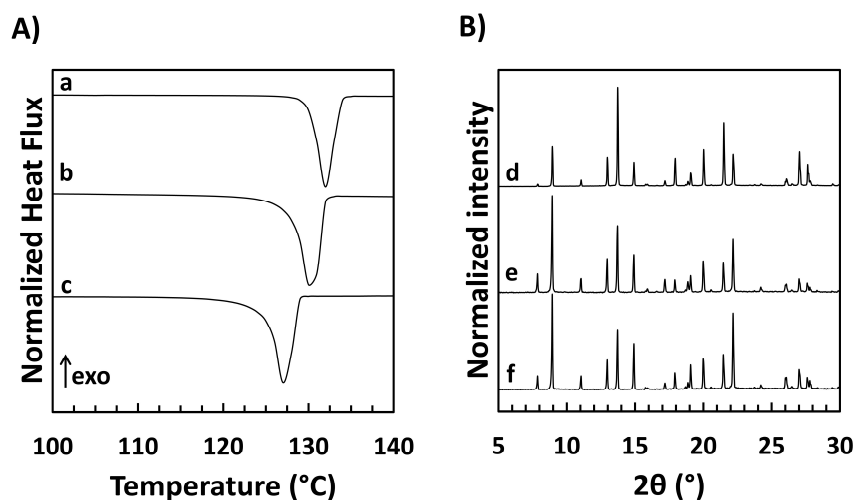 A)
B)
Normalized Heat Flux
a
b
c
↑exo
100 110 120 130 140
Temperature (°C)
Normalized intensity
d
e
f
5 10 15 20 25 30
2θ (°)